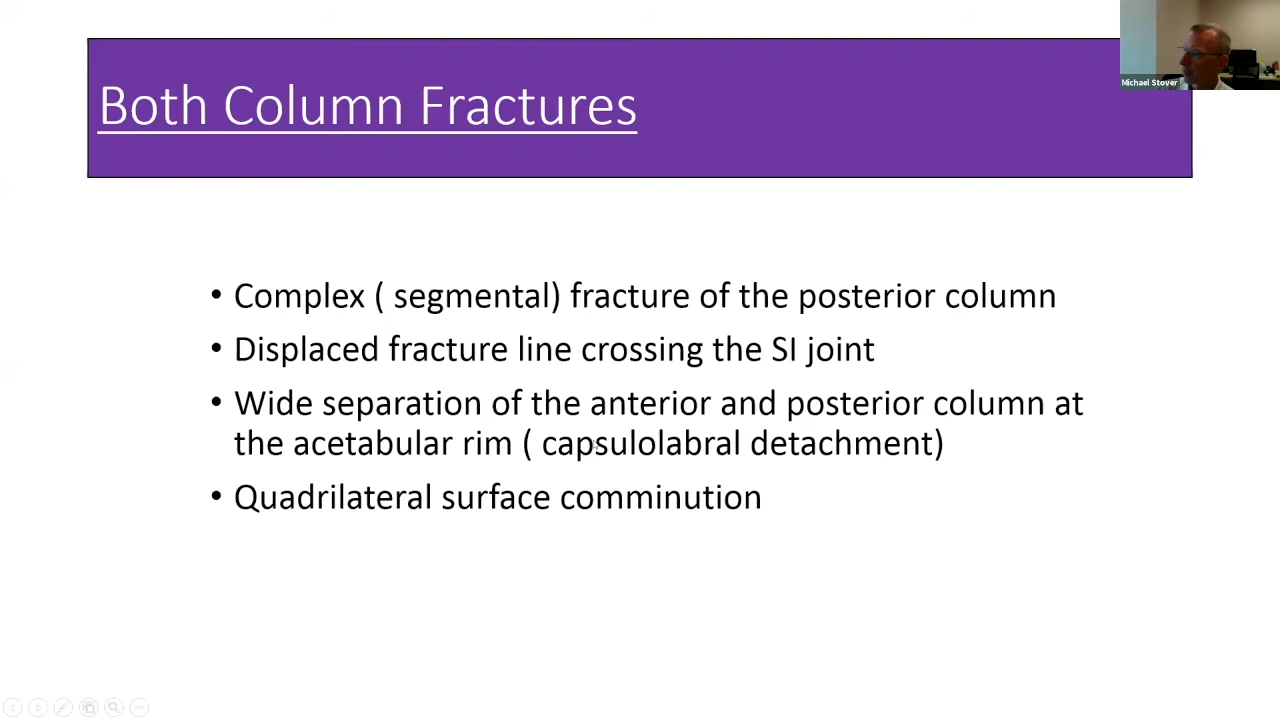 Michael Stover
Both Column Fractures
• Complex ( segmental) fracture of the posterior column
• Displaced fracture line crossing the SI joint
• Wide separation of the anterior and posterior column at
the acetabular rim ( capsulolabral detachment)
• Quadrilateral surface comminution